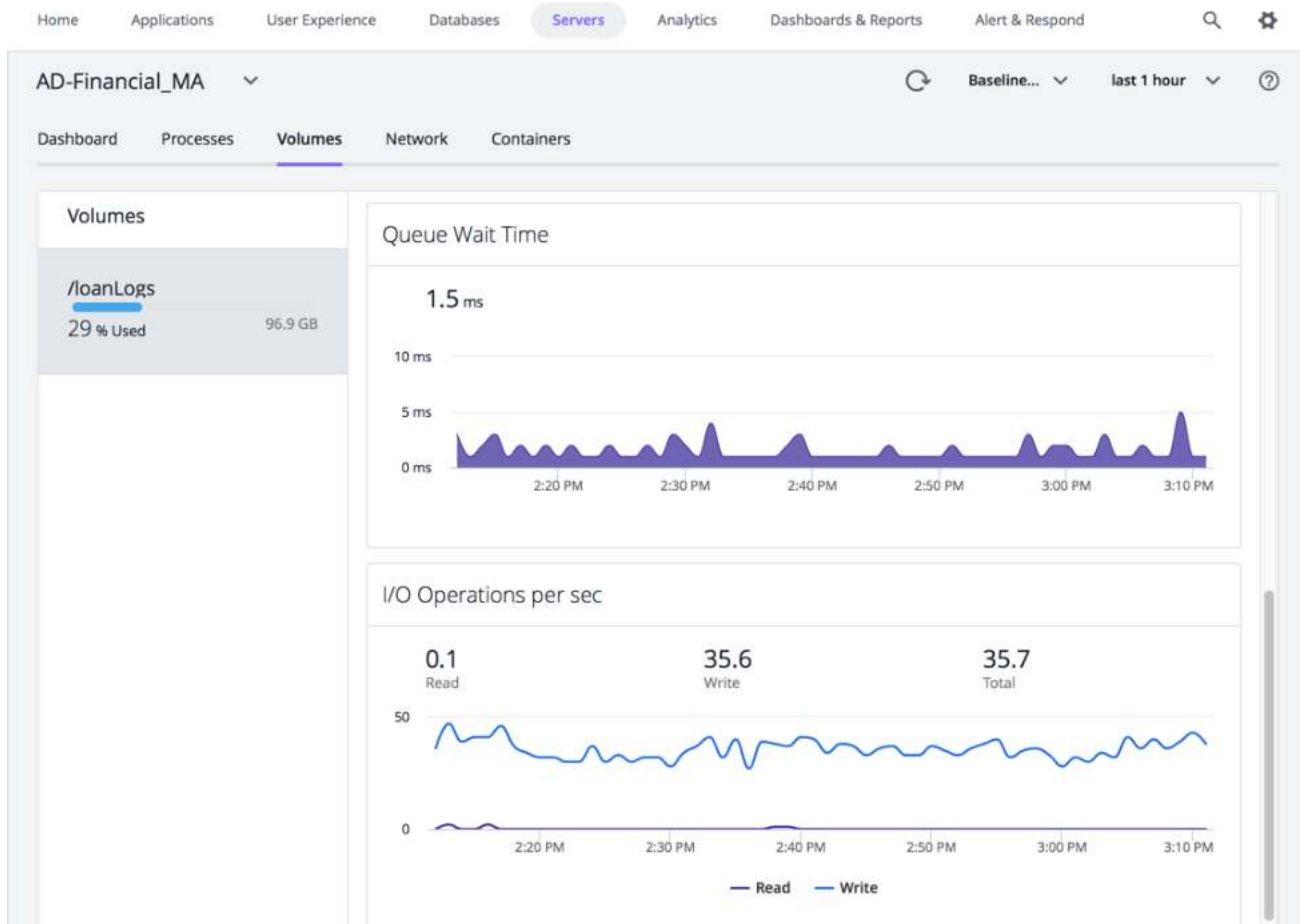 Home Applications User Experience Databases Servers Analytics Dashboards & Reports Alert & Respond
AD-Financial_MA Baseline... last 1 hour
Dashboard Processes Volumes Network Containers
Volumes
/loanLogs
29 % Used 96.9 GB
Queue Wait Time
1.5 ms
10 ms
5 ms
0 ms
2:20 PM 2:30 PM 2:40 PM 2:50 PM 3:00 PM 3:10 PM
I/O Operations per sec
0.1 35.6 35.7
Read Write Total
50
0
2:20 PM 2:30 PM 2:40 PM 2:50 PM 3:00 PM 3:10 PM
Read Write